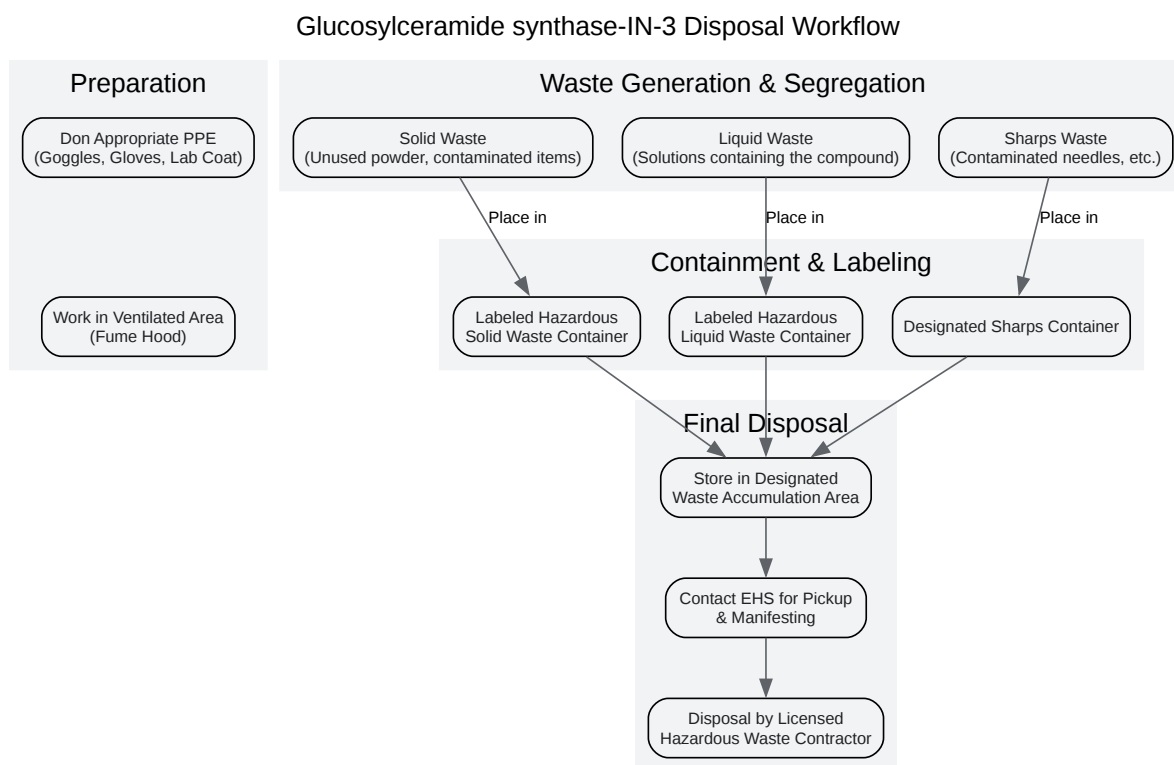 Glucosylceramide synthase-IN-3 Disposal Workflow
Preparation
Don Appropriate PPE
(Goggles, Gloves, Lab Coat)
Work in Ventilated Area
(Fume Hood)
Waste Generation & Segregation
Solid Waste
(Unused powder, contaminated items)
Liquid Waste
(Solutions containing the compound)
Sharps Waste
(Contaminated needles, etc.)
Place in
Place in
Place in
Containment & Labeling
Labeled Hazardous
Solid Waste Container
Labeled Hazardous
Liquid Waste Container
Designated Sharps Container
Final Disposal
Store in Designated
Waste Accumulation Area
Contact EHS for Pickup
& Manifesting
Disposal by Licensed
Hazardous Waste Contractor